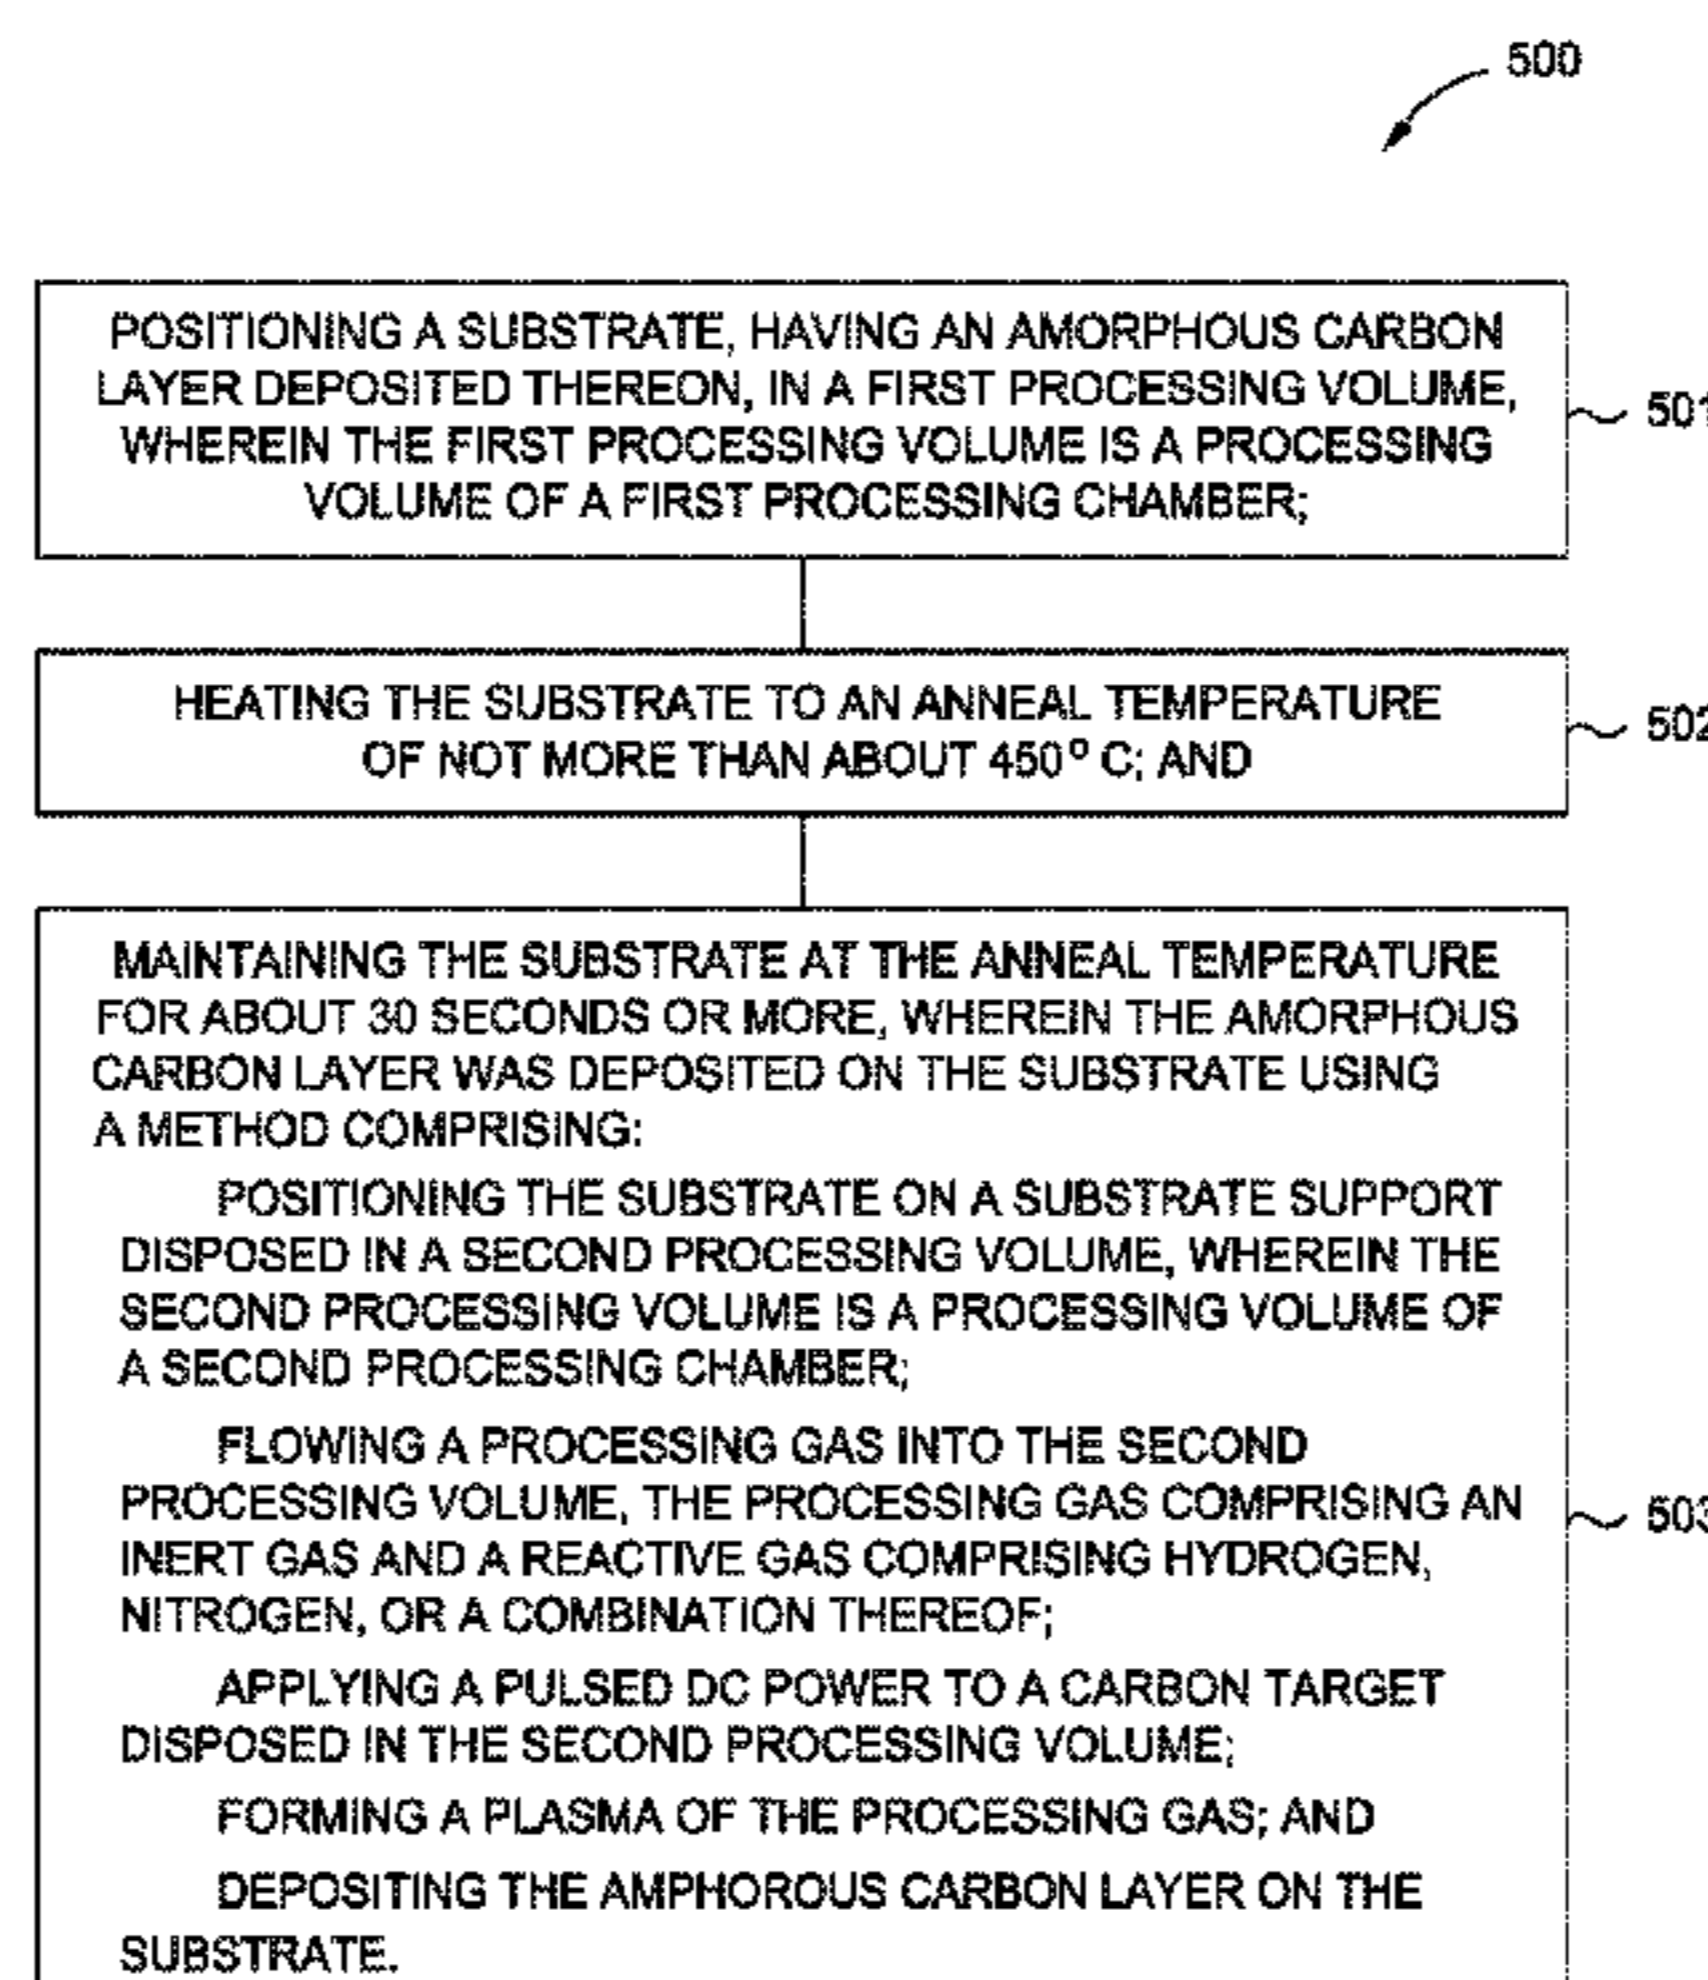 500
POSITIONING A SUBSTRATE, HAVING AN AMORPHOUS CARBON
LAYER DEPOSITED THEREON, IN A FIRST PROCESSING VOLUME,
WHEREIN THE FIRST PROCESSING VOLUME IS A PROCESSING
VOLUME OF A FIRST PROCESSING CHAMBER;
501
HEATING THE SUBSTRATE TO AN ANNEAL TEMPERATURE
OF NOT MORE THAN ABOUT 450º C; AND
502
MAINTAINING THE SUBSTRATE AT THE ANNEAL TEMPERATURE
FOR ABOUT 30 SECONDS OR MORE, WHEREIN THE AMORPHOUS
CARBON LAYER WAS DEPOSITED ON THE SUBSTRATE USING
A METHOD COMPRISING:
POSITIONING THE SUBSTRATE ON A SUBSTRATE SUPPORT
DISPOSED IN A SECOND PROCESSING VOLUME, WHEREIN THE
SECOND PROCESSING VOLUME IS A PROCESSING VOLUME OF
A SECOND PROCESSING CHAMBER;
FLOWING A PROCESSING GAS INTO THE SECOND
PROCESSING VOLUME, THE PROCESSING GAS COMPRISING AN
INERT GAS AND A REACTIVE GAS COMPRISING HYDROGEN,
NITROGEN, OR A COMBINATION THEREOF;
503
APPLYING A PULSED DC POWER TO A CARBON TARGET
DISPOSED IN THE SECOND PROCESSING VOLUME;
FORMING A PLASMA OF THE PROCESSING GAS; AND
DEPOSITING THE AMPHOROUS CARBON LAYER ON THE
SUBSTRATE.